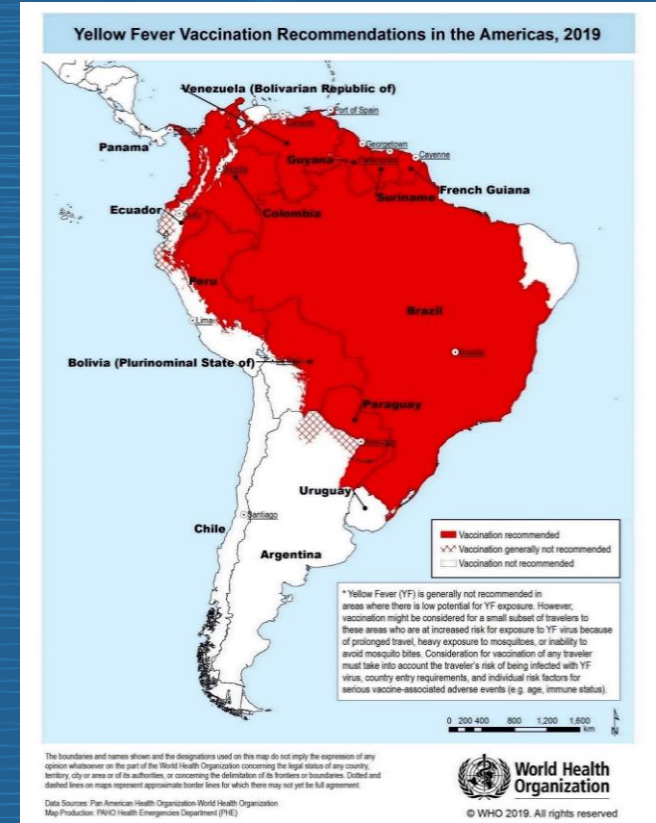 Yellow Fever Vaccination Recommendations in the Americas, 2019
Venezuela (Bolivarian Republic of)
Port of Spain
Caracas
Panama
Georgetown
Guyana
Paramaribo
Cayenne
French Guiana
Suriname
Ecuador
Quito
Colombia
Peru
Brazil
Lima
Bolivia (Plurinominal State of)
Paraguay
Uruguay
Santiago
Chile
Argentina
Vaccination recommended
Vaccination generally not recommended
Vaccination not recommended
* Yellow Fever (YF) is generally not recommended in
areas where there is low potential for YF exposure. However,
vaccination might be considered for a small subset of travelers to
these areas who are at increased risk for exposure to YF virus because
of prolonged travel, heavy exposure to mosquitoes, or inability to
avoid mosquito bites. Consideration for vaccination of any traveler
must take into account the traveler's risk of being infected with YF
virus, country entry requirements, and individual risk factors for
serious vaccine-associated adverse events (e.g. age, immune status).
0 200 400 800 1,200 1,600
km
N
The boundaries and names shown and the designations used on this map do not imply the expression of any
opinion whatsoever on the part of the World Health Organization concerning the legal status of any country,
territory, city or area or of its authorities, or concerning the delimitation of its frontiers or boundaries. Dotted and
dashed lines on maps represent approximate border lines for which there may not yet be full agreement.
Data Sources: Pan American Health Organization-World Health Organization
Map Production: PAHO Health Emergencies Department (PHE)
World Health
Organization
© WHO 2019. All rights reserved